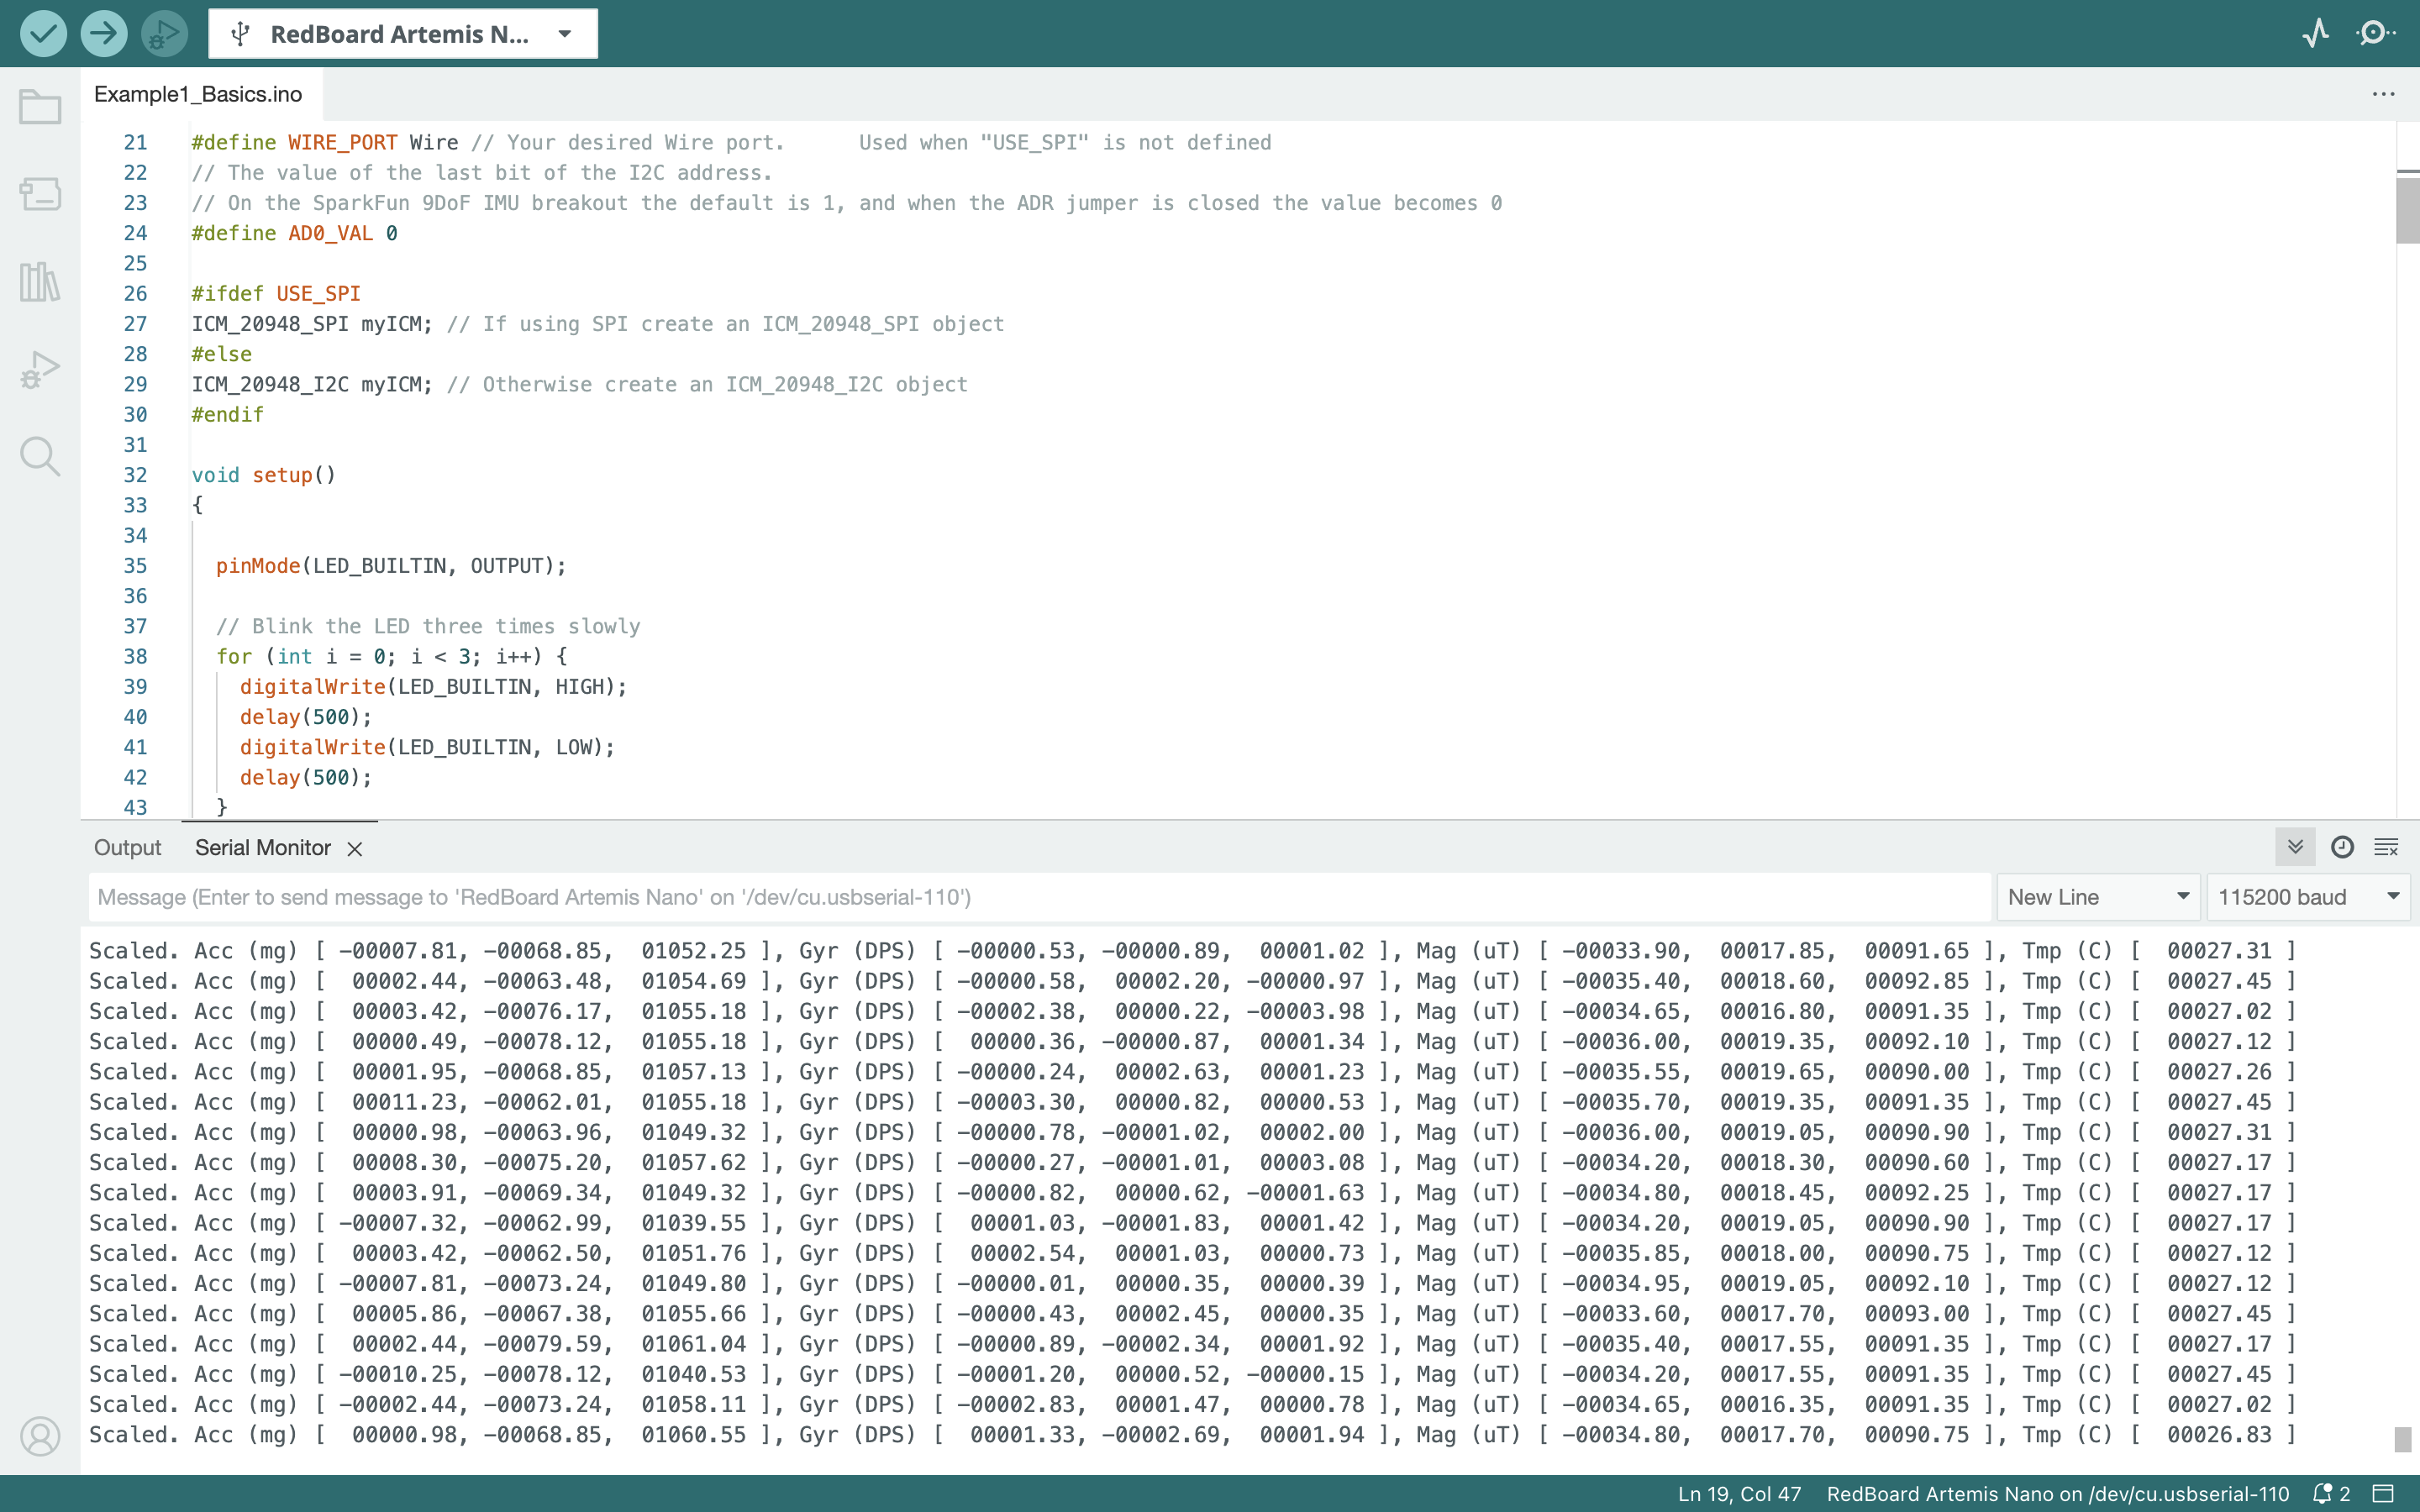 RedBoard Artemis N...
Example1_Basics.ino
21 #define WIRE_PORT Wire // Your desired Wire port.      Used when "USE_SPI" is not defined
22 // The value of the last bit of the I2C address.
23 // On the SparkFun 9DoF IMU breakout the default is 1, and when the ADR jumper is closed the value becomes 0
24 #define AD0_VAL 0
25
26 #ifdef USE_SPI
27 ICM_20948_SPI myICM; // If using SPI create an ICM_20948_SPI object
28 #else
29 ICM_20948_I2C myICM; // Otherwise create an ICM_20948_I2C object
30 #endif
31
32 void setup()
33 {
34
35   pinMode(LED_BUILTIN, OUTPUT);
36
37   // Blink the LED three times slowly
38   for (int i = 0; i < 3; i++) {
39     digitalWrite(LED_BUILTIN, HIGH);
40     delay(500);
41     digitalWrite(LED_BUILTIN, LOW);
42     delay(500);
43   }
Output Serial Monitor
Message (Enter to send message to 'RedBoard Artemis Nano' on '/dev/cu.usbserial-110') New Line 115200 baud
Scaled. Acc (mg) [ -00007.81, -00068.85,  01052.25 ], Gyr (DPS) [ -00000.53, -00000.89,  00001.02 ], Mag (uT) [ -00033.90,  00017.85,  00091.65 ], Tmp (C) [  00027.31 ]
Scaled. Acc (mg) [  00002.44, -00063.48,  01054.69 ], Gyr (DPS) [ -00000.58,  00002.20, -00000.97 ], Mag (uT) [ -00035.40,  00018.60,  00092.85 ], Tmp (C) [  00027.45 ]
Scaled. Acc (mg) [  00003.42, -00076.17,  01055.18 ], Gyr (DPS) [ -00002.38,  00000.22, -00003.98 ], Mag (uT) [ -00034.65,  00016.80,  00091.35 ], Tmp (C) [  00027.02 ]
Scaled. Acc (mg) [  00000.49, -00078.12,  01055.18 ], Gyr (DPS) [  00000.36, -00000.87,  00001.34 ], Mag (uT) [ -00036.00,  00019.35,  00092.10 ], Tmp (C) [  00027.12 ]
Scaled. Acc (mg) [  00001.95, -00068.85,  01057.13 ], Gyr (DPS) [ -00000.24,  00002.63,  00001.23 ], Mag (uT) [ -00035.55,  00019.65,  00090.00 ], Tmp (C) [  00027.26 ]
Scaled. Acc (mg) [  00011.23, -00062.01,  01055.18 ], Gyr (DPS) [ -00003.30,  00000.82,  00000.53 ], Mag (uT) [ -00035.70,  00019.35,  00091.35 ], Tmp (C) [  00027.45 ]
Scaled. Acc (mg) [  00000.98, -00063.96,  01049.32 ], Gyr (DPS) [ -00000.78, -00001.02,  00002.00 ], Mag (uT) [ -00036.00,  00019.05,  00090.90 ], Tmp (C) [  00027.31 ]
Scaled. Acc (mg) [  00008.30, -00075.20,  01057.62 ], Gyr (DPS) [ -00000.27, -00001.01,  00003.08 ], Mag (uT) [ -00034.20,  00018.30,  00090.60 ], Tmp (C) [  00027.17 ]
Scaled. Acc (mg) [  00003.91, -00069.34,  01049.32 ], Gyr (DPS) [ -00000.82,  00000.62, -00001.63 ], Mag (uT) [ -00034.80,  00018.45,  00092.25 ], Tmp (C) [  00027.17 ]
Scaled. Acc (mg) [ -00007.32, -00062.99,  01039.55 ], Gyr (DPS) [  00001.03, -00001.83,  00001.42 ], Mag (uT) [ -00034.20,  00019.05,  00090.90 ], Tmp (C) [  00027.17 ]
Scaled. Acc (mg) [  00003.42, -00062.50,  01051.76 ], Gyr (DPS) [  00002.54,  00001.03,  00000.73 ], Mag (uT) [ -00035.85,  00018.00,  00090.75 ], Tmp (C) [  00027.12 ]
Scaled. Acc (mg) [ -00007.81, -00073.24,  01049.80 ], Gyr (DPS) [ -00000.01,  00000.35,  00000.39 ], Mag (uT) [ -00034.95,  00019.05,  00092.10 ], Tmp (C) [  00027.12 ]
Scaled. Acc (mg) [  00005.86, -00067.38,  01055.66 ], Gyr (DPS) [ -00000.43,  00002.45,  00000.35 ], Mag (uT) [ -00033.60,  00017.70,  00093.00 ], Tmp (C) [  00027.45 ]
Scaled. Acc (mg) [  00002.44, -00079.59,  01061.04 ], Gyr (DPS) [ -00000.89, -00002.34,  00001.92 ], Mag (uT) [ -00035.40,  00017.55,  00091.35 ], Tmp (C) [  00027.17 ]
Scaled. Acc (mg) [ -00010.25, -00078.12,  01040.53 ], Gyr (DPS) [ -00001.20,  00000.52, -00000.15 ], Mag (uT) [ -00034.20,  00017.55,  00091.35 ], Tmp (C) [  00027.45 ]
Scaled. Acc (mg) [ -00002.44, -00073.24,  01058.11 ], Gyr (DPS) [ -00002.83,  00001.47,  00000.78 ], Mag (uT) [ -00034.65,  00016.35,  00091.35 ], Tmp (C) [  00027.02 ]
Scaled. Acc (mg) [  00000.98, -00068.85,  01060.55 ], Gyr (DPS) [  00001.33, -00002.69,  00001.94 ], Mag (uT) [ -00034.80,  00017.70,  00090.75 ], Tmp (C) [  00026.83 ]
Ln 19, Col 47 RedBoard Artemis Nano on /dev/cu.usbserial-110 2